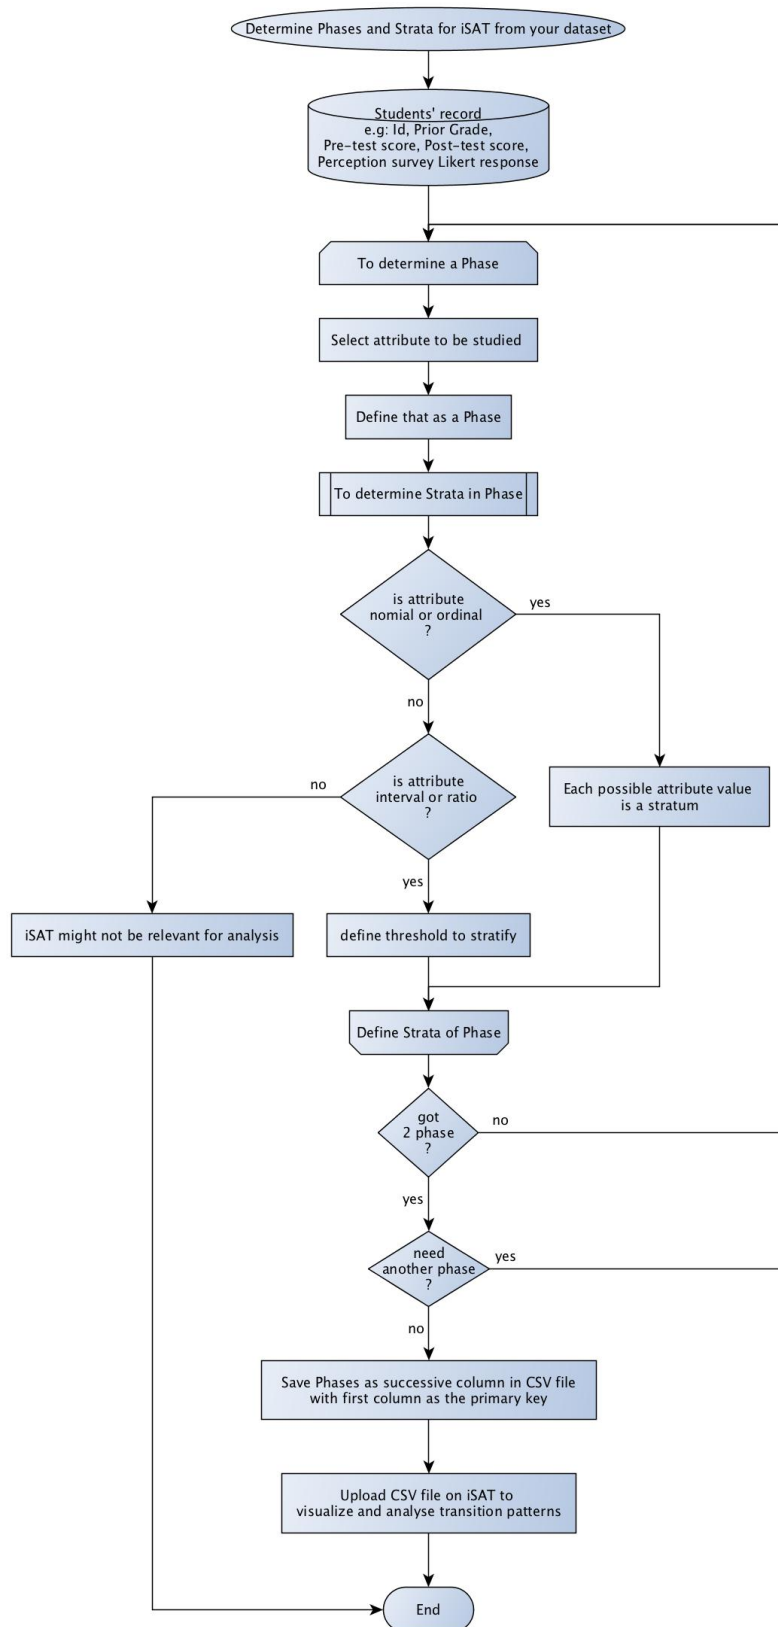 Determine Phases and Strata for iSAT from your dataset
Students' record
e.g: Id, Prior Grade,
Pre-test score, Post-test score,
Perception survey Likert response
To determine a Phase
Select attribute to be studied
Define that as a Phase
To determine Strata in Phase
is attribute
nomial or ordinal
?
yes
no
is attribute
interval or ratio
?
no
Each possible attribute value
is a stratum
yes
iSAT might not be relevant for analysis
define threshold to stratify
Define Strata of Phase
got
2 phase
?
no
yes
need
another phase
?
yes
no
Save Phases as successive column in CSV file
with first column as the primary key
Upload CSV file on iSAT to
visualize and analyse transition patterns
End